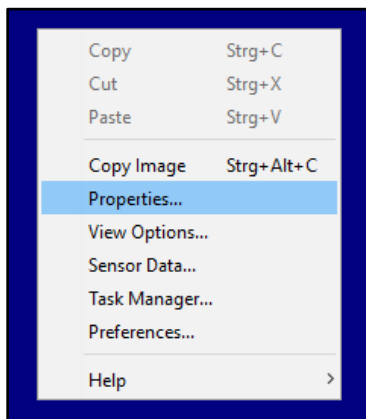 Copy Strg+C
Cut Strg+X
Paste Strg+V
Copy Image Strg+Alt+C
Properties...
View Options...
Sensor Data...
Task Manager...
Preferences...
Help